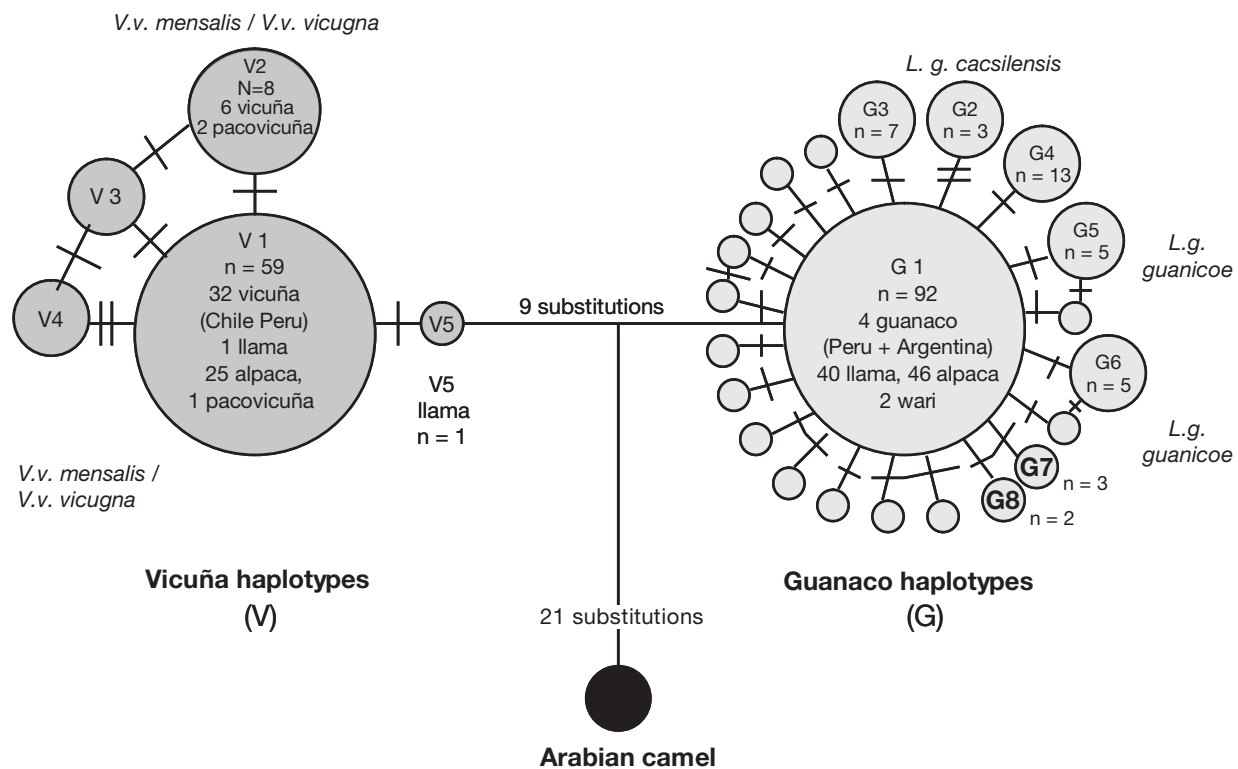 V.v. mensalis / V.v. vicugna
V2
N=8
6 vicuña
2 pacovicuña
V 3
V4
V 1
n = 59
32 vicuña
(Chile Peru)
1 llama
25 alpaca,
1 pacovicuña
V5
V5
llama
n = 1
V.v. mensalis /
V.v. vicugna
Vicuña haplotypes
(V)
9 substitutions
21 substitutions
Arabian camel
L. g. cacsilensis
G3
n = 7
G2
n = 3
G4
n = 13
G5
n = 5
L.g.
guanicoe
G 1
n = 92
4 guanaco
(Peru + Argentina)
40 llama, 46 alpaca
2 wari
G6
n = 5
L.g.
guanicoe
G7
n = 3
G8
n = 2
Guanaco haplotypes
(G)